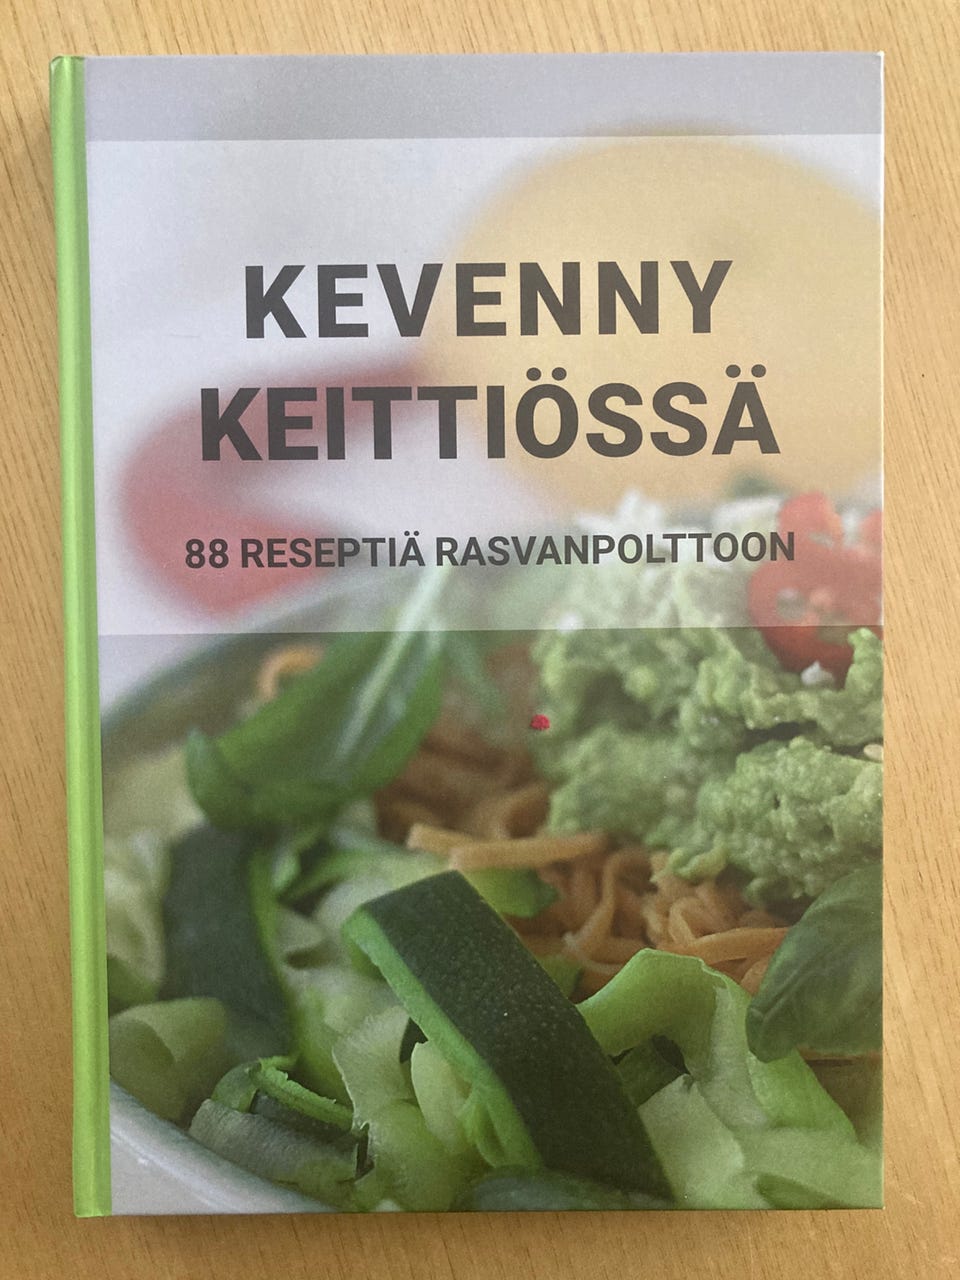 KEVENNY
KEITTIÖSSÄ
88 RESEPTIÄ RASVANPOLTTOON